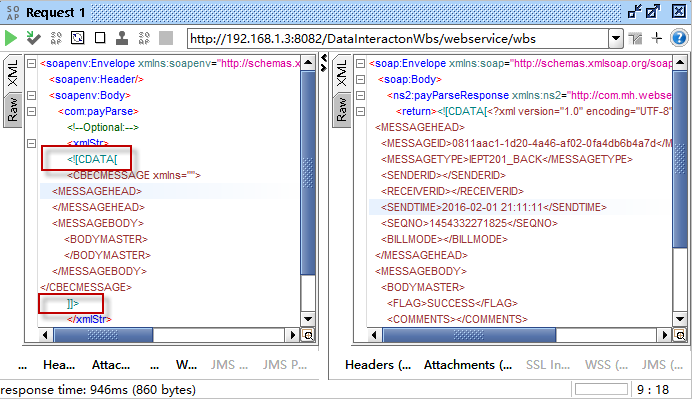 SO AP Request 1
http://192.168.1.3:8082/DataInteractonWbs/webservice/wbs
XML
Raw
<soapenv:Envelope xmlns:soapenv="http://schemas.x
<soapenv:Header/>
<soapenv:Body>
<com:payParse>
<!--Optional:-->
<xmlStr>
<![CDATA[
<CBECMESSAGE xmlns="">
<MESSAGEHEAD>
</MESSAGEHEAD>
<MESSAGEBODY>
<BODYMASTER>
</BODYMASTER>
</MESSAGEBODY>
</CBECMESSAGE>
]]>
</xmlStr>
XML
Raw
<soap:Envelope xmlns:soap="http://schemas.xmlsoap.org/soap
<soap:Body>
<ns2:payParseResponse xmlns:ns2="http://com.mh.webse
<return><![CDATA[<?xml version="1.0" encoding="UTF-8"
<MESSAGEHEAD>
<MESSAGEID>0811aac1-1d20-4a46-af02-0fa4db6b4a7d</M
<MESSAGETYPE>IEPT201_BACK</MESSAGETYPE>
<SENDERID></SENDERID>
<RECEIVERID></RECEIVERID>
<SENDTIME>2016-02-01 21:11:11</SENDTIME>
<SEQNO>1454332271825</SEQNO>
<BILLMODE></BILLMODE>
</MESSAGEHEAD>
<MESSAGEBODY>
<BODYMASTER>
<FLAG>SUCCESS</FLAG>
<COMMENTS></COMMENTS>
... Hea... Attac... ... W... JMS ... JMS P...
Headers (... Attachments (... SSL In... WSS (... JMS (...
response time: 946ms (860 bytes)
9 : 18